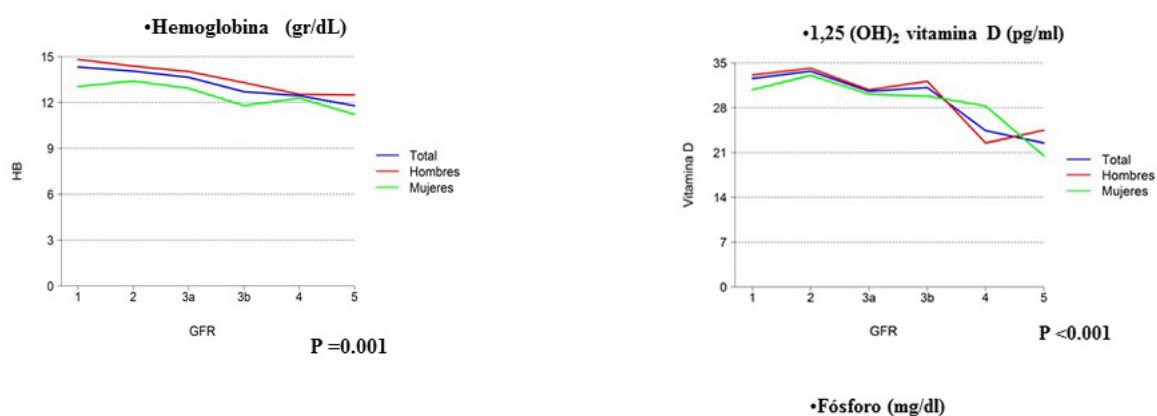 •Hemoglobina (gr/dL)
15
12
9
6
3
0
HB
1 2 3a 3b 4 5
GFR
Total
Hombres
Mujeres
P =0.001
•1,25 (OH)₂ vitamina D (pg/ml)
35
28
21
14
7
0
Vitamina D
1 2 3a 3b 4 5
GFR
Total
Hombres
Mujeres
P <0.001
•Fósforo (mg/dl)